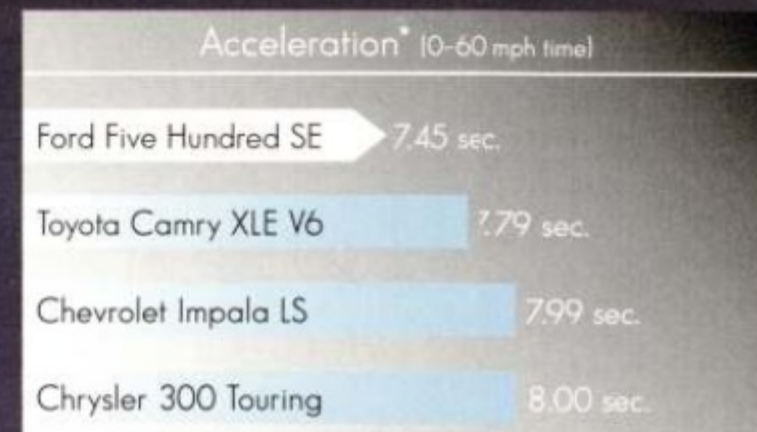 Acceleration* (0-60 mph time)
Ford Five Hundred SE 7.45 sec.
Toyota Camry XLE V6 7.79 sec.
Chevrolet Impala LS 7.99 sec.
Chrysler 300 Touring 8.00 sec.